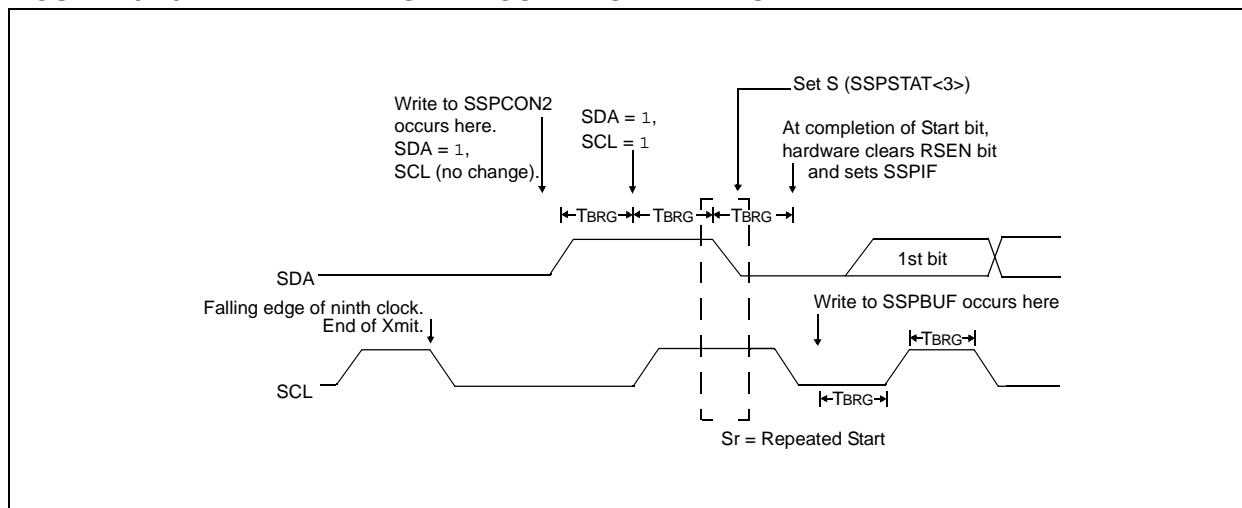 Set S (SSPSTAT<3>)
Write to SSPCON2
occurs here.
SDA = 1,
SCL (no change).
SDA = 1,
SCL = 1
At completion of Start bit,
hardware clears RSEN bit
and sets SSPIF
TBRG
TBRG
TBRG
SDA
1st bit
Falling edge of ninth clock.
End of Xmit.
Write to SSPBUF occurs here
TBRG
SCL
TBRG
Sr = Repeated Start